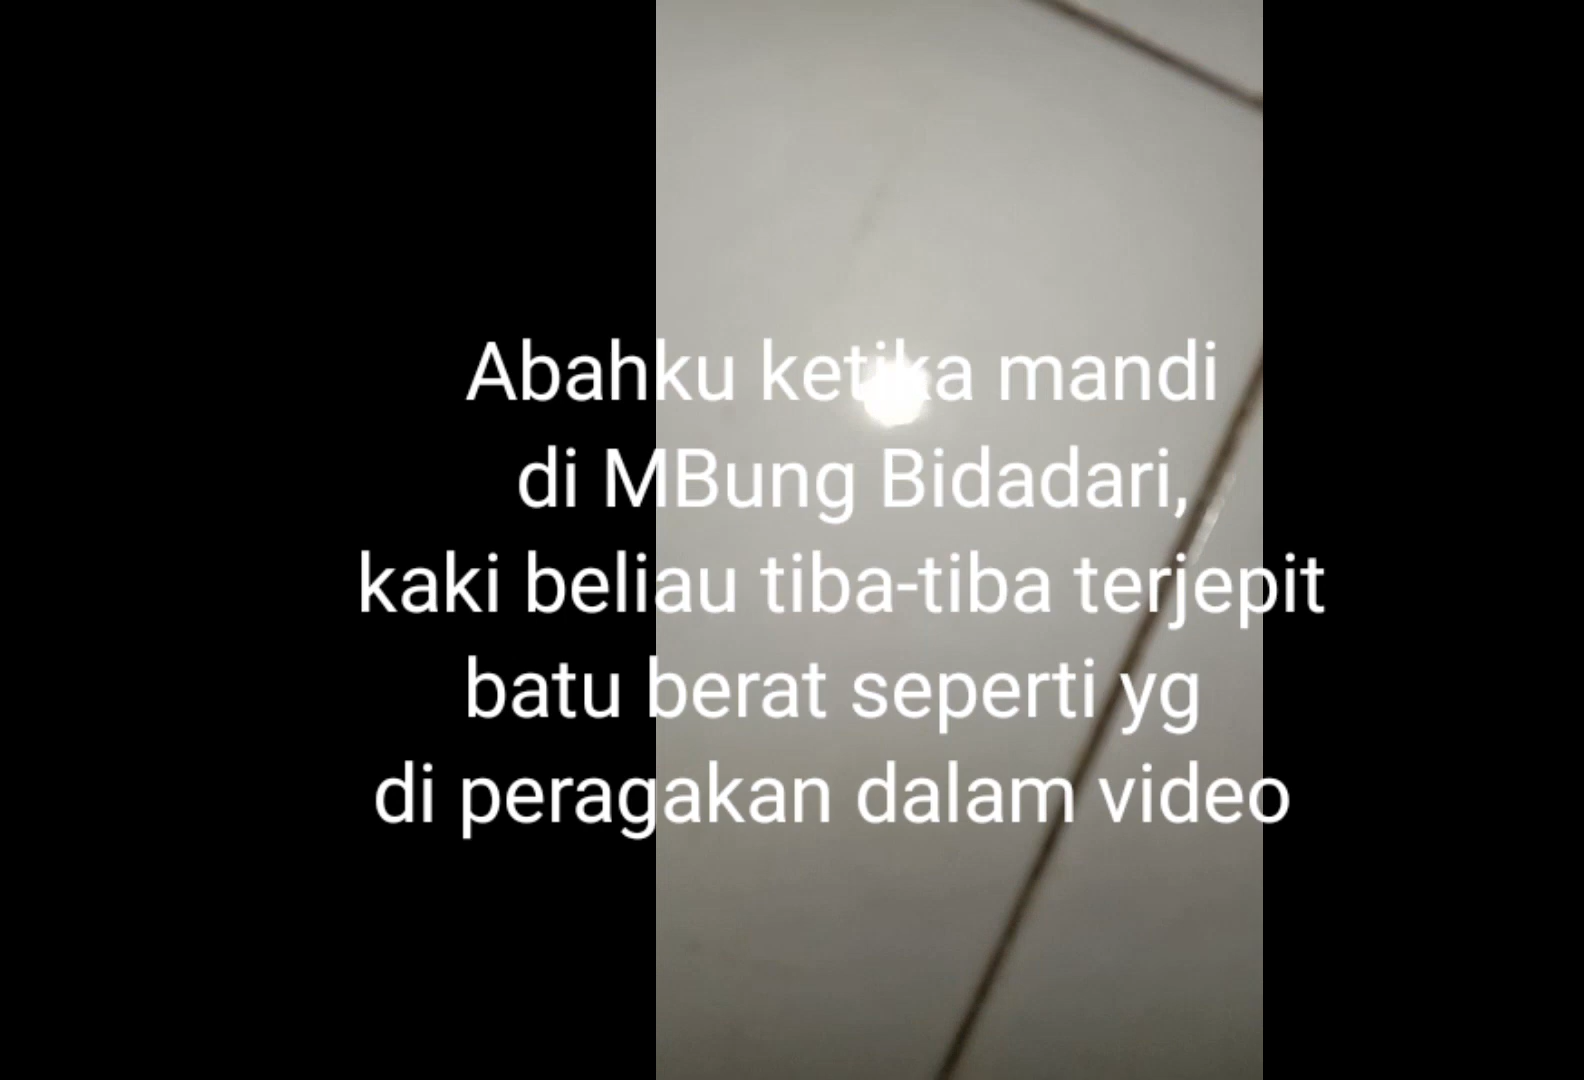 Abahku ketika mandi
di MBung Bidadari,
kaki beliau tiba-tiba terjepit
batu berat seperti yg
di peragakan dalam video